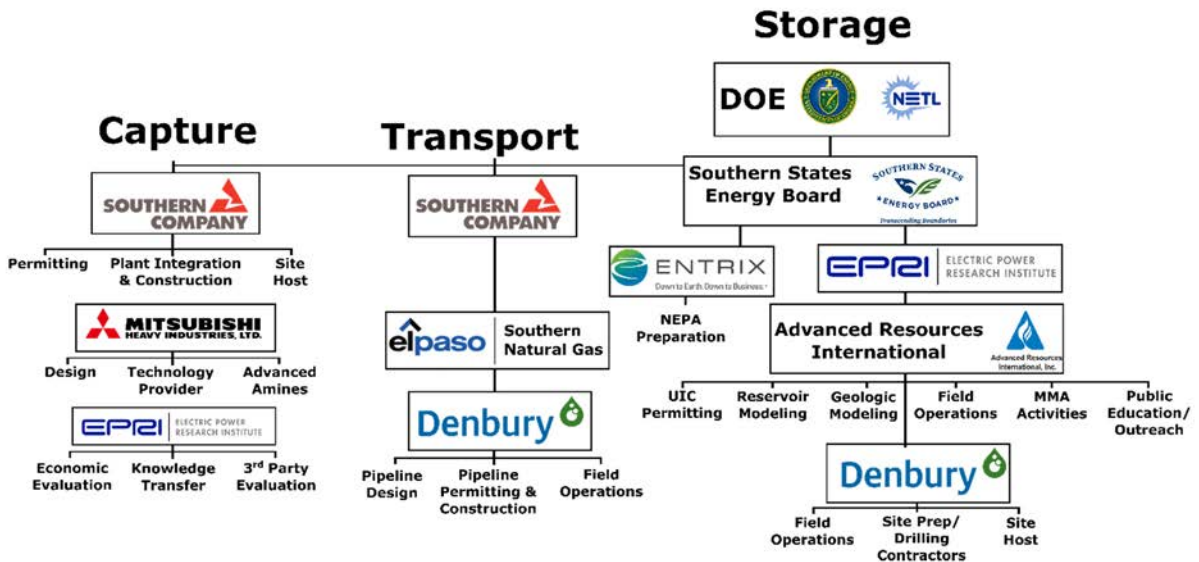 Storage
DOE
NETL
Capture
Transport
Southern States
Energy Board
SOUTHERN STATES
ENERGY BOARD
Transcending Boundaries
SOUTHERN
COMPANY
SOUTHERN
COMPANY
Permitting
Plant Integration
& Construction
Site
Host
ENTRIX
Down to Earth. Down to Business.
EPRI
ELECTRIC POWER
RESEARCH INSTITUTE
NEPA
Preparation
MITSUBISHI
HEAVY INDUSTRIES, LTD.
elpaso
Southern
Natural Gas
Advanced Resources
International
Advanced Resources
International, Inc.
Design
Technology
Provider
Advanced
Amines
UIC
Permitting
Reservoir
Modeling
Geologic
Modeling
Field
Operations
MMA
Activities
Public
Education/
Outreach
EPRI
ELECTRIC POWER
RESEARCH INSTITUTE
Denbury
Economic
Evaluation
Knowledge
Transfer
3rd Party
Evaluation
Pipeline
Design
Pipeline
Permitting &
Construction
Field
Operations
Denbury
Field
Operations
Site Prep/
Drilling
Contractors
Site
Host